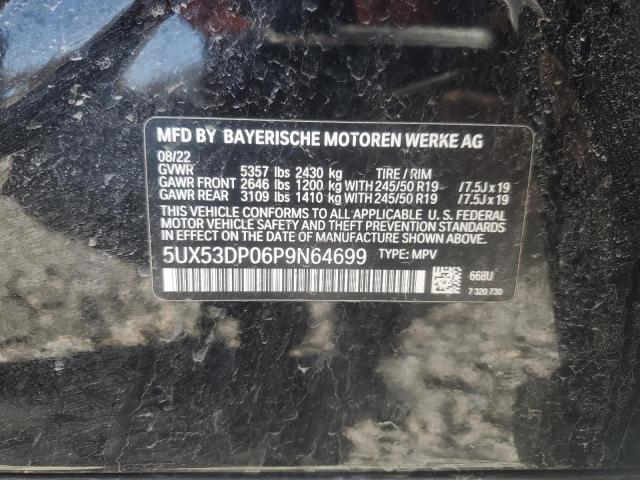 MFD BY BAYERISCHE MOTOREN WERKE AG
08/22
GVWR 5357 lbs 2430 kg TIRE / RIM
GAWR FRONT 2646 lbs 1200 kg WITH 245/50 R19 /7.5J x 19
GAWR REAR 3109 lbs 1410 kg WITH 245/50 R19 /7.5J x 19
THIS VEHICLE CONFORMS TO ALL APPLICABLE U. S. FEDERAL
MOTOR VEHICLE SAFETY, BUMPER, AND THEFT PREVENTION
STANDARDS IN EFFECT ON THE DATE OF MANUFACTURE SHOWN ABOVE.
5UX53DP06P9N64699 TYPE: MPV
668U
7 320 730